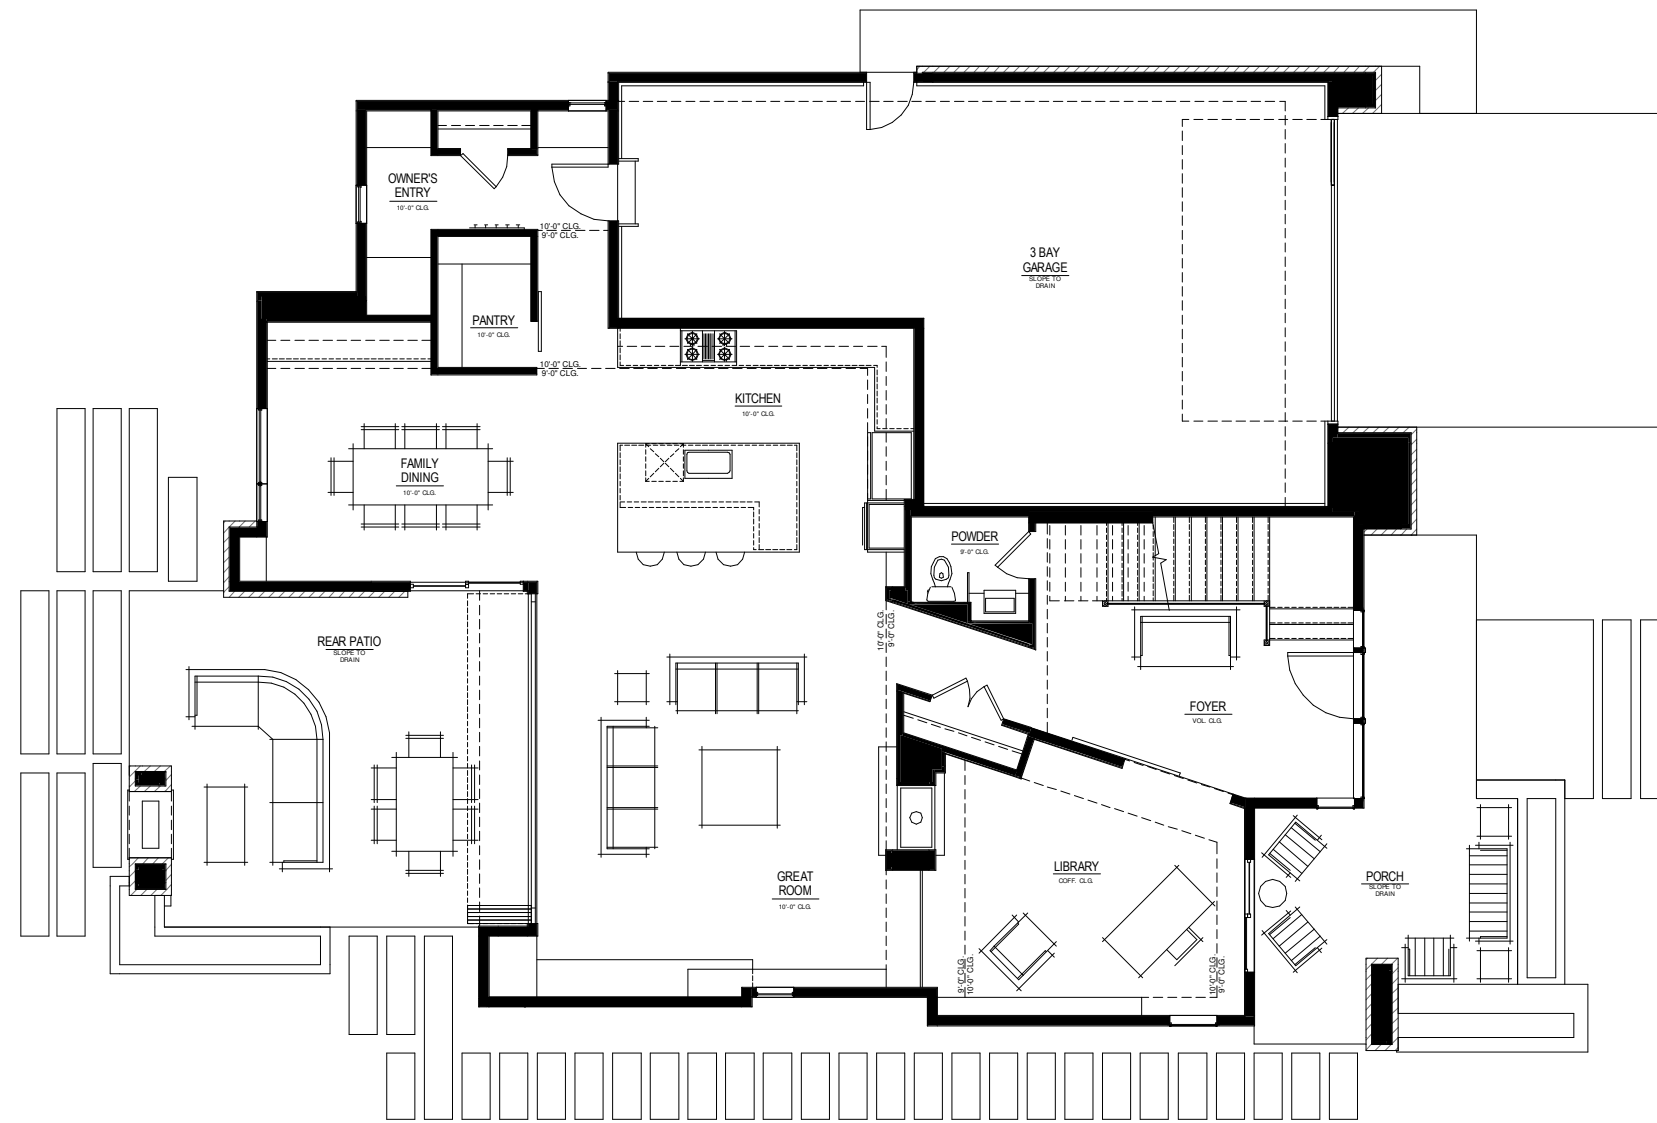 OWNER'S
ENTRY
10'-0" CLG.
10'-0" CLG.
9'-0" CLG.
3 BAY
GARAGE
SLOPE TO
DRAIN
PANTRY
10'-0" CLG.
10'-0" CLG.
9'-0" CLG.
KITCHEN
10'-0" CLG.
FAMILY
DINING
10'-0" CLG.
POWDER
9'-0" CLG.
10'-0" CLG.
9'-0" CLG.
REAR PATIO
SLOPE TO
DRAIN
FOYER
VOL. CLG.
GREAT
ROOM
10'-0" CLG.
LIBRARY
COFF. CLG.
PORCH
SLOPE TO
DRAIN
9'-0" CLG.
10'-0" CLG.
10'-0" CLG.
9'-0" CLG.